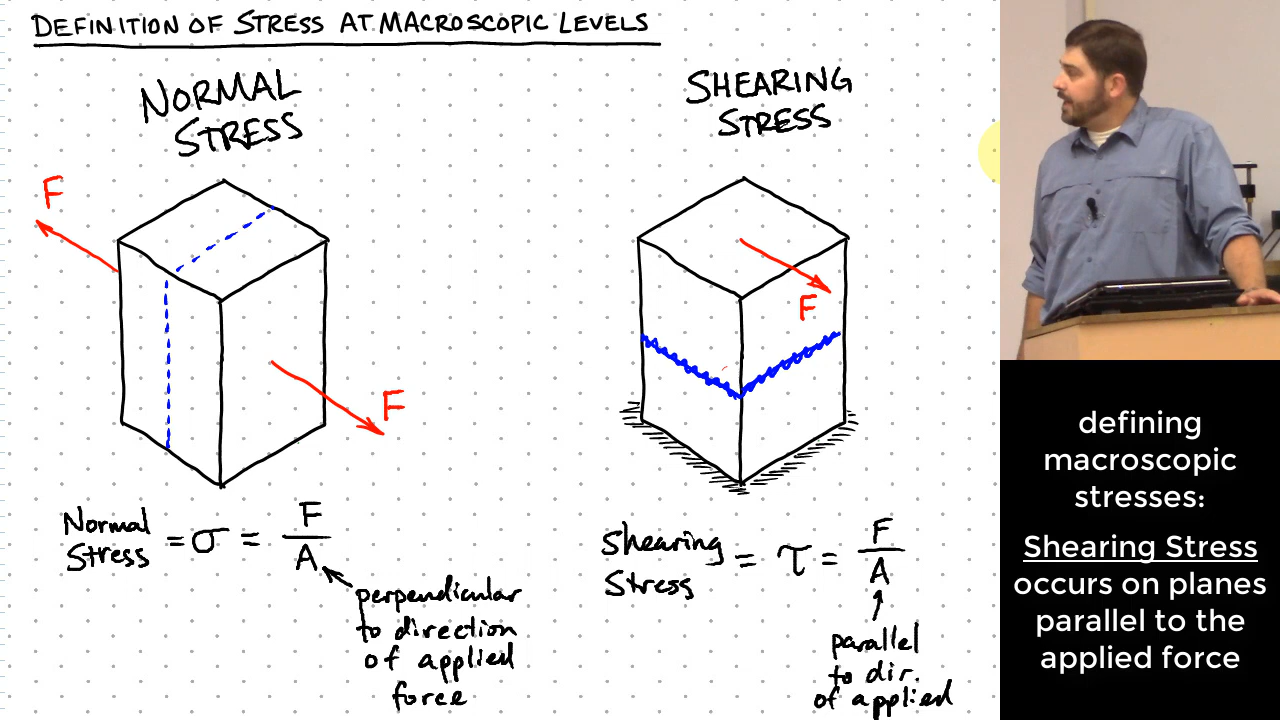 DEFINITION OF STRESS AT MACROSCOPIC LEVELS
NORMAL
STRESS
F
F
Normal
Stress
= σ =
F
A
perpendicular
to direction
of applied
force
SHEARING
STRESS
F
Shearing
Stress
= τ =
F
A
parallel
to dir.
of applied
defining
macroscopic
stresses:
Shearing Stress
occurs on planes
parallel to the
applied force